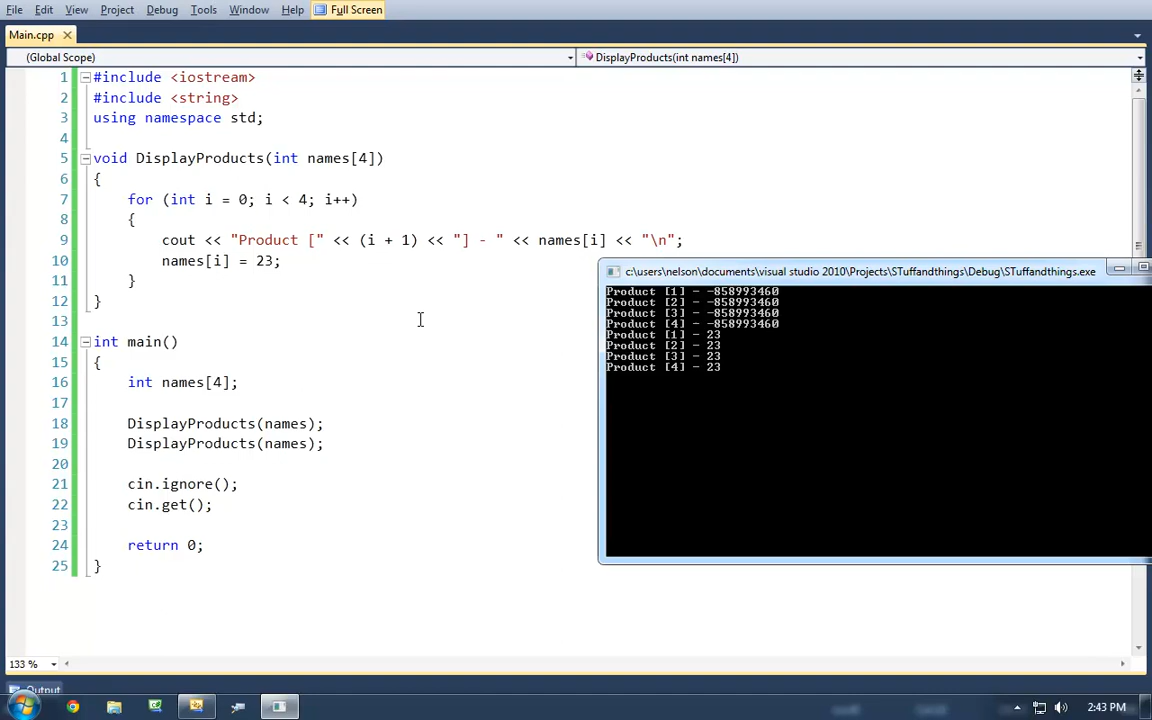 File Edit View Project Debug Tools Window Help Full Screen
Main.cpp
(Global Scope) DisplayProducts(int names[4])
1 #include <iostream>
2 #include <string>
3 using namespace std;
4
5 void DisplayProducts(int names[4])
6 {
7 for (int i = 0; i < 4; i++)
8 {
9 cout << "Product [" << (i + 1) << "] - " << names[i] << "\n";
10 names[i] = 23;
11 }
12 }
13
14 int main()
15 {
16 int names[4];
17
18 DisplayProducts(names);
19 DisplayProducts(names);
20
21 cin.ignore();
22 cin.get();
23
24 return 0;
25 }
c:\users\nelson\documents\visual studio 2010\Projects\STuffandthings\Debug\STuffandthings.exe
Product [1] - -858993460
Product [2] - -858993460
Product [3] - -858993460
Product [4] - -858993460
Product [1] - 23
Product [2] - 23
Product [3] - 23
Product [4] - 23
133 %
Output
2:43 PM